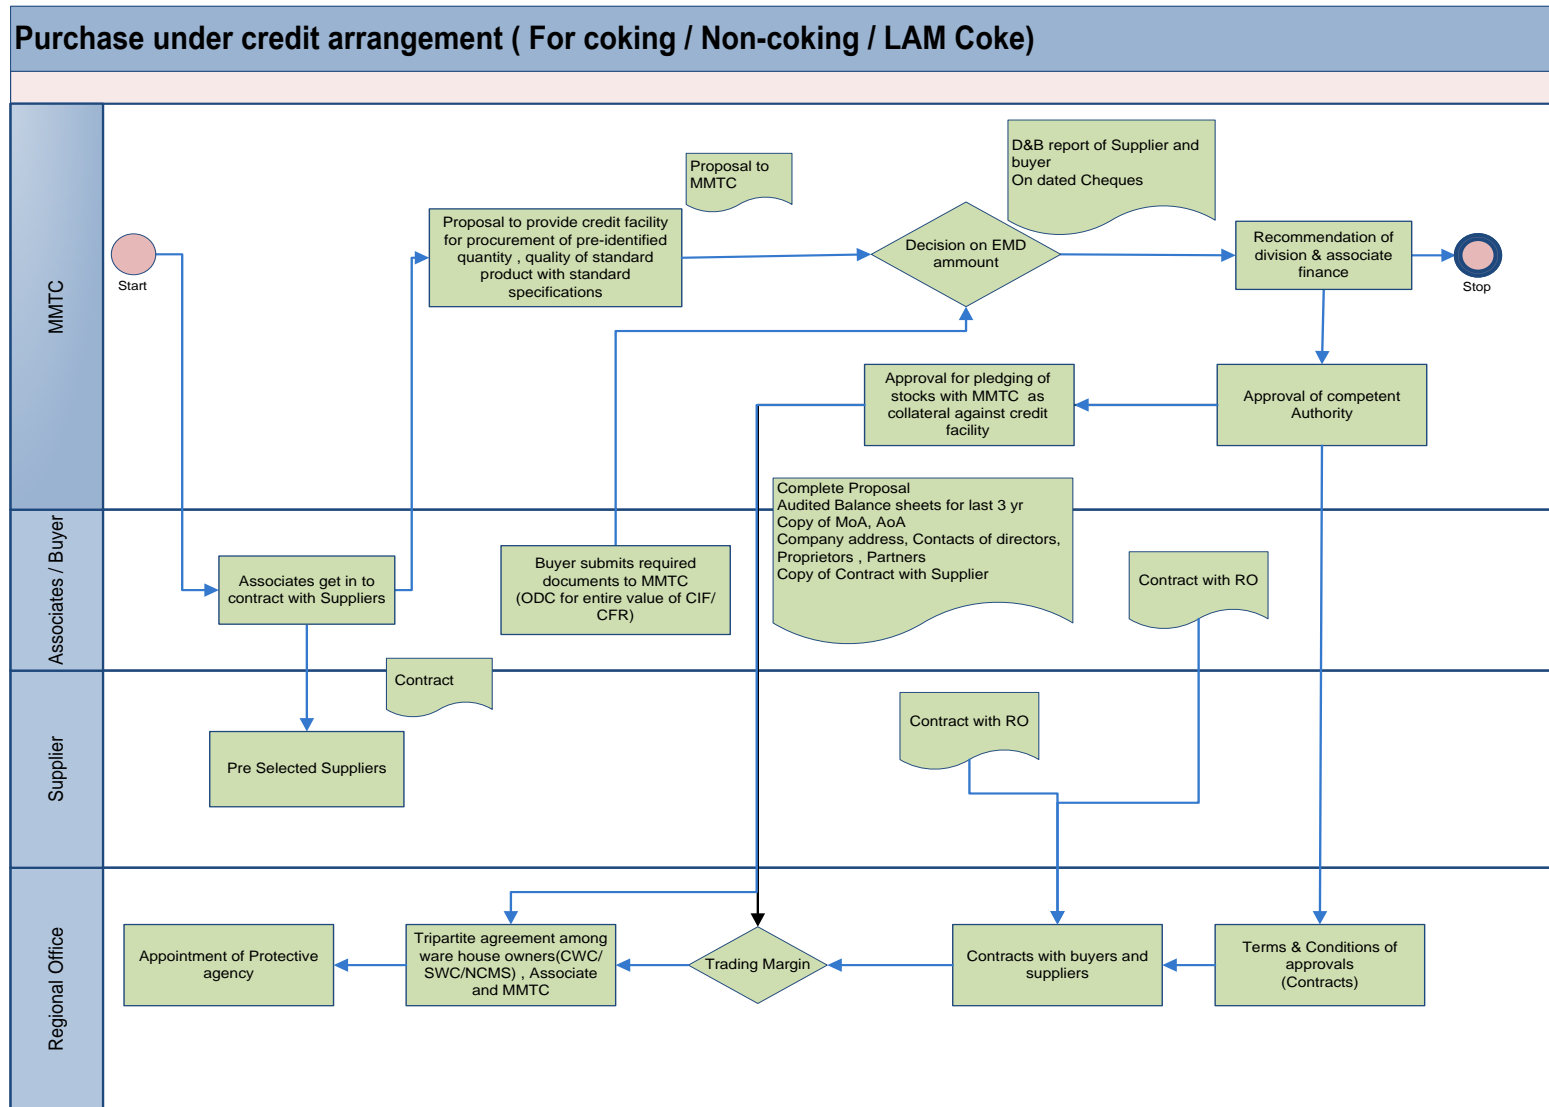 Purchase under credit arrangement ( For coking / Non-coking / LAM Coke)
MMTC
Start
Proposal to provide credit facility
for procurement of pre-identified
quantity , quality of standard
product with standard
specifications
Proposal to
MMTC
Decision on EMD
ammount
D&B report of Supplier and
buyer
On dated Cheques
Recommendation of
division & associate
finance
Stop
Approval for pledging of
stocks with MMTC as
collateral against credit
facility
Approval of competent
Authority
Associates / Buyer
Associates get in to
contract with Suppliers
Buyer submits required
documents to MMTC
(ODC for entire value of CIF/
CFR)
Complete Proposal
Audited Balance sheets for last 3 yr
Copy of MoA, AoA
Company address, Contacts of directors,
Proprietors , Partners
Copy of Contract with Supplier
Contract with RO
Supplier
Contract
Pre Selected Suppliers
Contract with RO
Regional Office
Appointment of Protective
agency
Tripartite agreement among
ware house owners(CWC/
SWC/NCMS) , Associate
and MMTC
Trading Margin
Contracts with buyers and
suppliers
Terms & Conditions of
approvals
(Contracts)